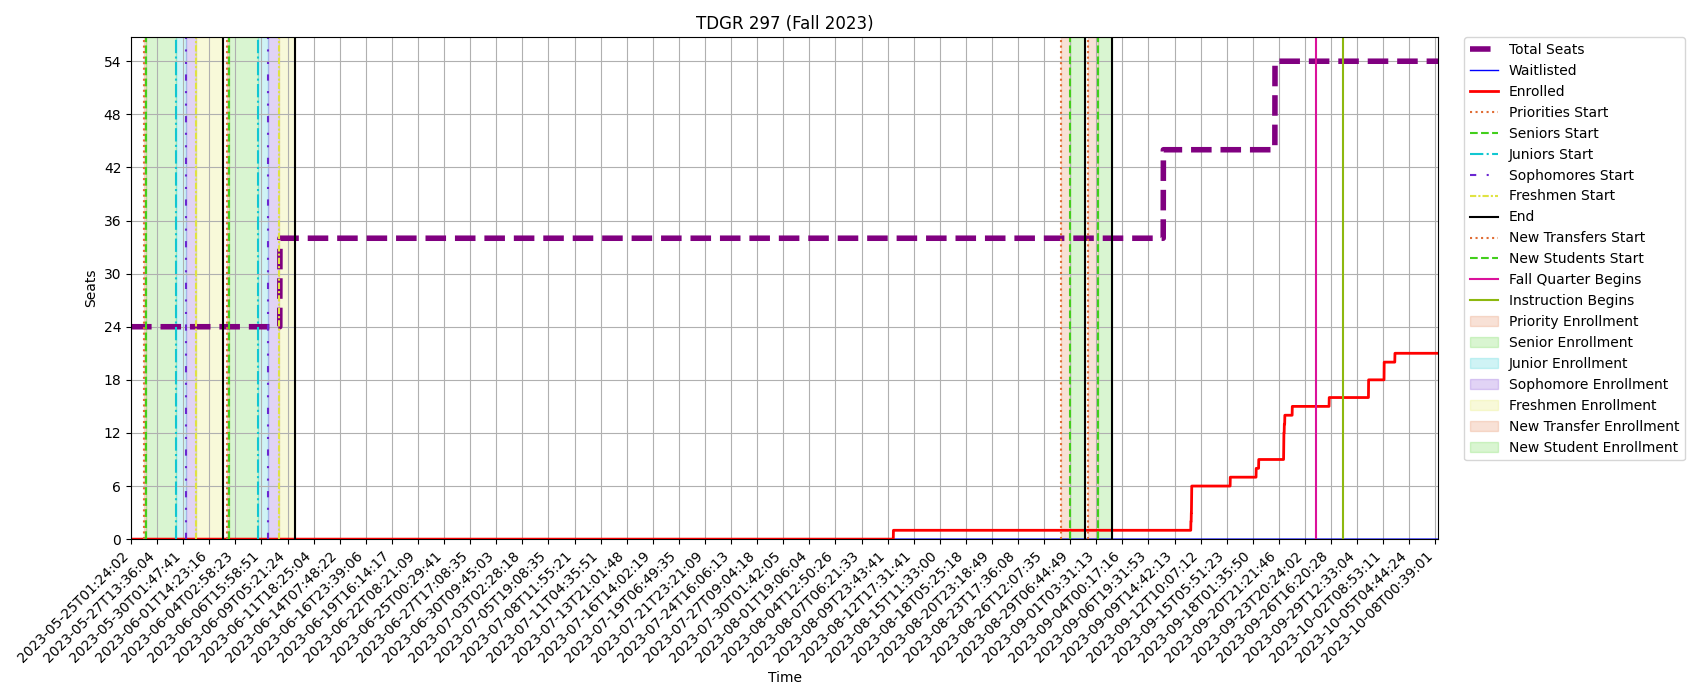 TDGR 297 (Fall 2023)
Seats
54
48
42
36
30
24
18
12
6
0
2023-05-25T01:24:02
2023-05-27T13:36:04
2023-05-30T01:47:41
2023-06-01T14:23:16
2023-06-04T02:58:23
2023-06-06T15:58:51
2023-06-09T05:21:24
2023-06-11T18:25:04
2023-06-14T07:48:22
2023-06-16T23:39:06
2023-06-19T16:14:17
2023-06-22T08:21:09
2023-06-25T00:29:41
2023-06-27T17:08:35
2023-06-30T09:45:03
2023-07-03T02:28:18
2023-07-05T19:08:35
2023-07-08T11:55:21
2023-07-11T04:35:51
2023-07-13T21:01:48
2023-07-16T14:02:19
2023-07-19T06:49:35
2023-07-21T23:21:09
2023-07-24T16:06:13
2023-07-27T09:04:18
2023-07-30T01:42:05
2023-08-01T19:06:04
2023-08-04T12:50:26
2023-08-07T06:21:33
2023-08-09T23:43:41
2023-08-12T17:31:41
2023-08-15T11:33:00
2023-08-18T05:25:18
2023-08-20T23:18:49
2023-08-23T17:36:09
2023-08-26T12:07:35
2023-08-29T06:44:49
2023-09-01T03:31:13
2023-09-04T00:17:16
2023-09-06T19:31:53
2023-09-09T14:42:13
2023-09-12T10:07:12
2023-09-15T05:51:23
2023-09-18T01:35:50
2023-09-20T21:21:46
2023-09-23T20:24:02
2023-09-26T16:20:28
2023-09-29T12:33:04
2023-10-02T08:53:11
2023-10-05T04:44:24
2023-10-08T00:39:01
Time
Total Seats
Waitlisted
Enrolled
Priorities Start
Seniors Start
Juniors Start
Sophomores Start
Freshmen Start
End
New Transfers Start
New Students Start
Fall Quarter Begins
Instruction Begins
Priority Enrollment
Senior Enrollment
Junior Enrollment
Sophomore Enrollment
Freshmen Enrollment
New Transfer Enrollment
New Student Enrollment